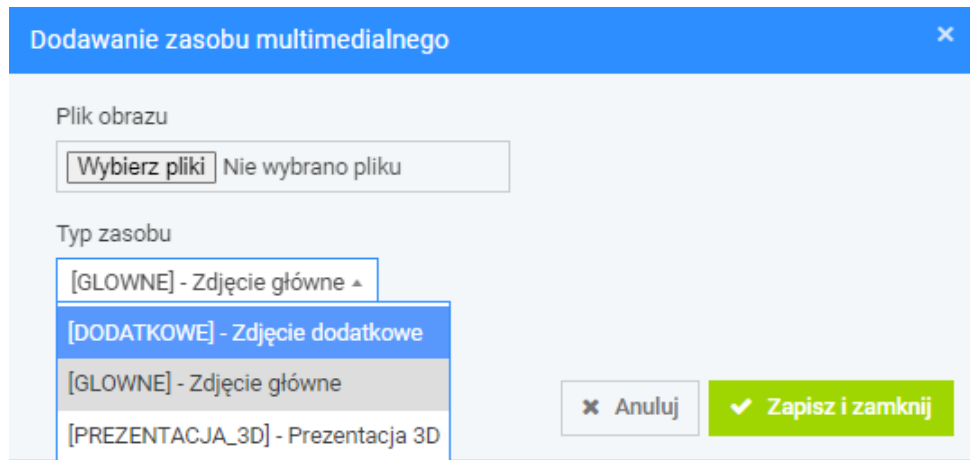 Dodawanie zasobu multimedialnego
Plik obrazu
Wybierz pliki Nie wybrano pliku
Typ zasobu
[GLOWNE] - Zdjęcie główne
[DODATKOWE] - Zdjęcie dodatkowe
[GLOWNE] - Zdjęcie główne
[PREZENTACJA_3D] - Prezentacja 3D
Anuluj
Zapisz i zamknij